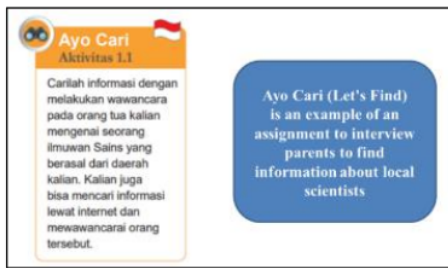 Ayo Cari
Aktivitas 1.1
Carilah informasi dengan
melakukan wawancara
pada orang tua kalian
mengenai seorang
ilmuwan Sains yang
berasal dari daerah
kalian. Kalian juga
bisa mencari informasi
lewat internet dan
mewawancarai orang
tersebut.
Ayo Cari (Let's Find)
is an example of an
assignment to interview
parents to find
information about local
scientists